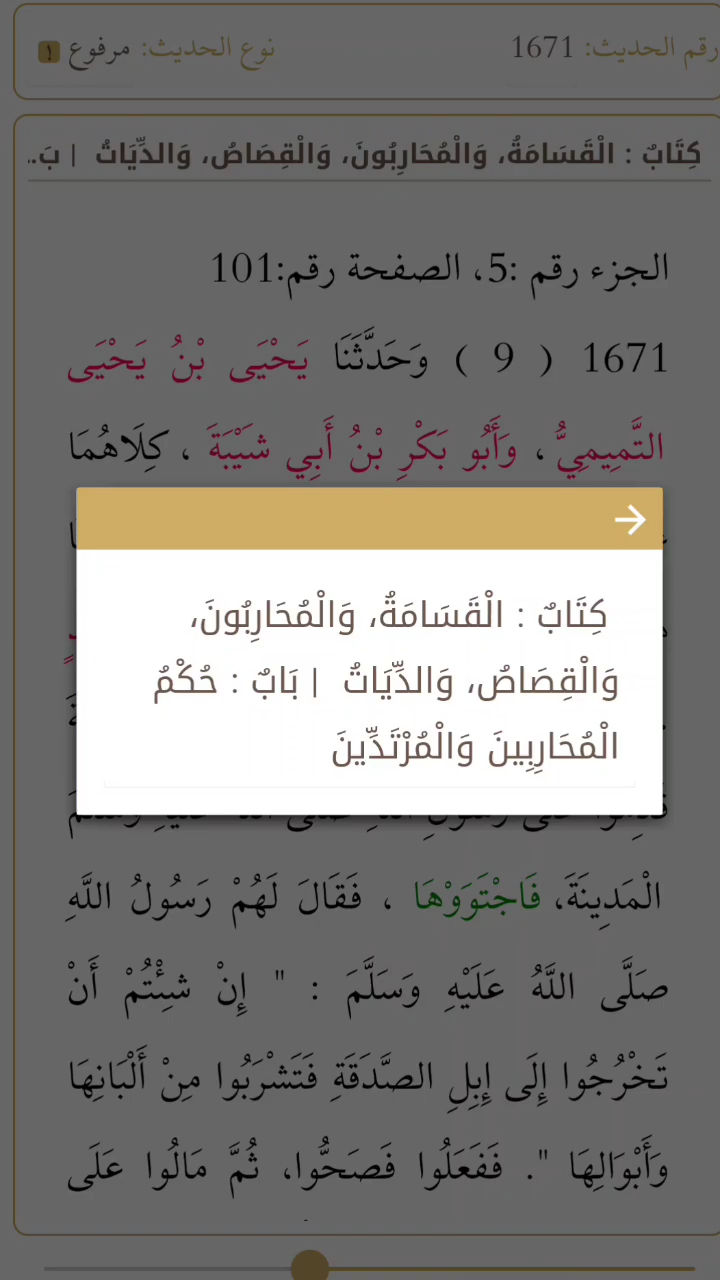 رقم الحديث: 1671 نوع الحديث: مرفوع
كِتَابٌ : الْقَسَامَةُ، وَالْمُحَارِبُونَ، وَالْقِصَاصُ، وَالدِّيَاتُ | بَ..
الجزء رقم :5، الصفحة رقم:101
1671 ( 9 ) وَحَدَّثَنَا يَحْيَى بْنُ يَحْيَى
التَّمِيمِيُّ ، وَأَبُو بَكْرِ بْنُ أَبِي شَيْبَةَ ، كِلَاهُمَا
كِتَابٌ : الْقَسَامَةُ، وَالْمُحَارِبُونَ،
وَالْقِصَاصُ، وَالدِّيَاتُ | بَابٌ : حُكْمُ
الْمُحَارِبِينَ وَالْمُرْتَدِّينَ
الْمَدِينَةَ، فَاجْتَوَوْهَا ، فَقَالَ لَهُمْ رَسُولُ اللَّهِ
صَلَّى اللَّهُ عَلَيْهِ وَسَلَّمَ : " إِنْ شِئْتُمْ أَنْ
تَخْرُجُوا إِلَى إِبِلِ الصَّدَقَةِ فَتَشْرَبُوا مِنْ أَلْبَانِهَا
وَأَبْوَالِهَا ". فَفَعَلُوا فَصَحُّوا، ثُمَّ مَالُوا عَلَى